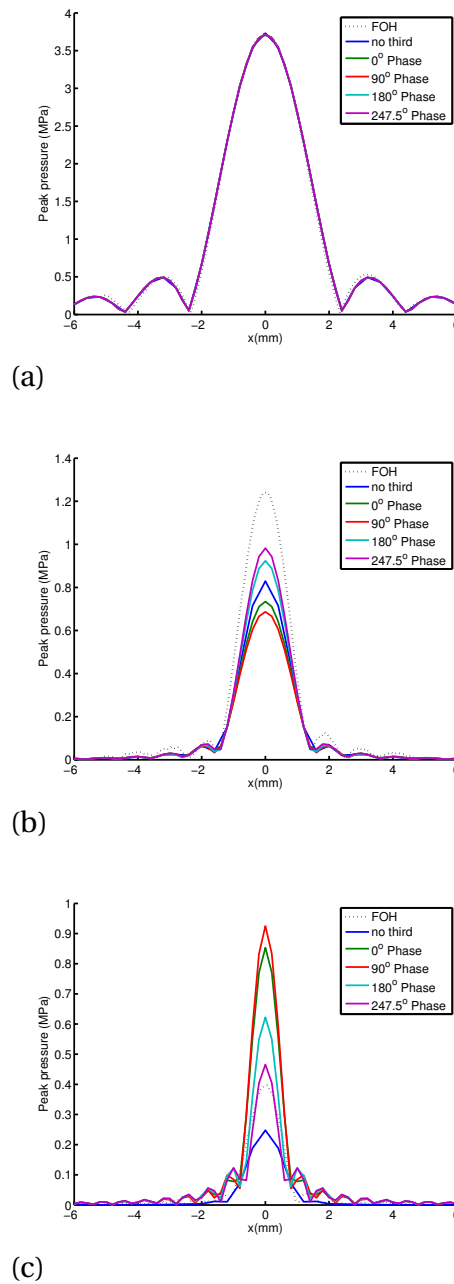 4
3.5
3
2.5
2
1.5
1
0.5
0
Peak pressure (MPa)
−6 −4 −2 0 2 4 6
x(mm)
FOH
no third
0° Phase
90° Phase
180° Phase
247.5° Phase
(a)
1.4
1.2
1
0.8
0.6
0.4
0.2
0
Peak pressure (MPa)
−6 −4 −2 0 2 4 6
x(mm)
FOH
no third
0° Phase
90° Phase
180° Phase
247.5° Phase
(b)
1
0.9
0.8
0.7
0.6
0.5
0.4
0.3
0.2
0.1
0
Peak pressure (MPa)
−6 −4 −2 0 2 4 6
x(mm)
FOH
no third
0° Phase
90° Phase
180° Phase
247.5° Phase
(c)